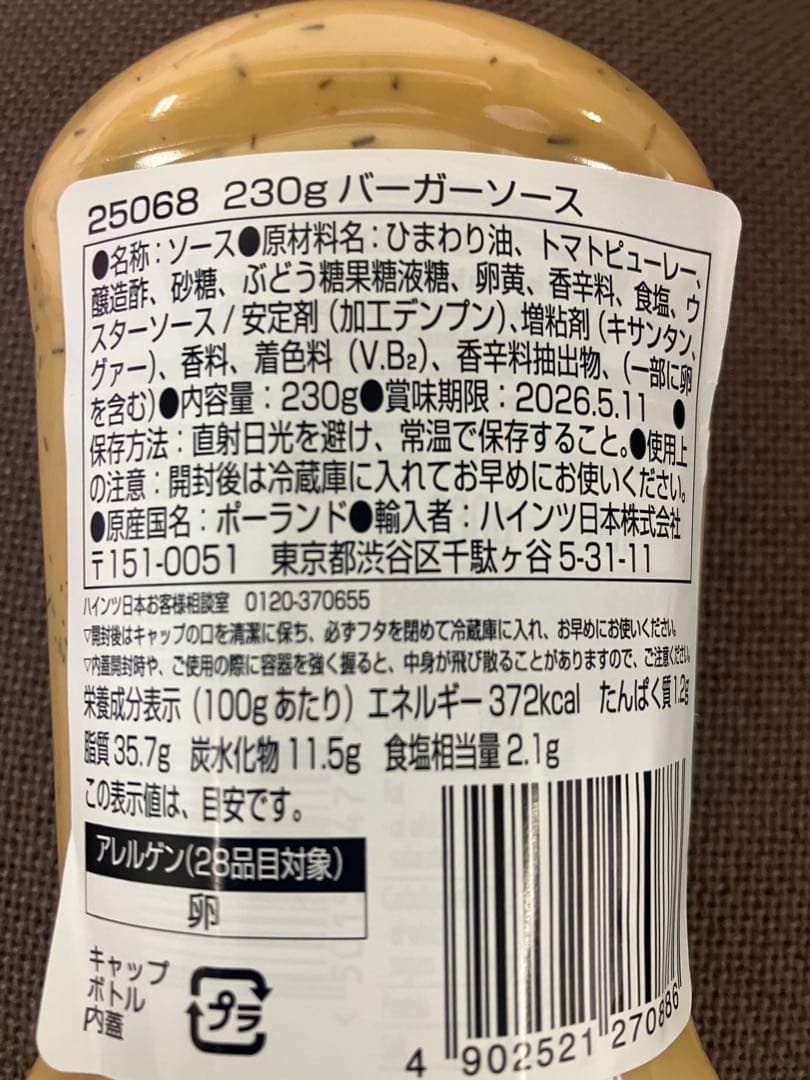 25068 230g バーガーソース
●名称：ソース●原材料名：ひまわり油、トマトピューレー、
醸造酢、砂糖、ぶどう糖果糖液糖、卵黄、香辛料、食塩、ウ
スターソース / 安定剤（加工デンプン）、増粘剤（キサンタン、
グァー）、香料、着色料（V.B₂）、香辛料抽出物、（一部に卵
を含む）●内容量：230g●賞味期限：2026.5.11 ●
保存方法：直射日光を避け、常温で保存すること。●使用上
の注意：開封後は冷蔵庫に入れてお早めにお使いください。
●原産国名：ポーランド●輸入者：ハインツ日本株式会社
〒151-0051 東京都渋谷区千駄ヶ谷 5-31-11
ハインツ日本お客様相談室 0120-370655
▽開封後はキャップの口を清潔に保ち、必ずフタを閉めて冷蔵庫に入れ、お早めにお使いください。
▽内蓋開封時や、ご使用の際に容器を強く握ると、中身が飛び散ることがありますので、ご注意ください。
栄養成分表示（100g あたり）エネルギー 372kcal たんぱく質 1.2g
脂質 35.7g 炭水化物 11.5g 食塩相当量 2.1g
この表示値は、目安です。
アレルゲン(28品目対象)
卵
キャップ
ボトル
内蓋
プラ
4 902521 270886